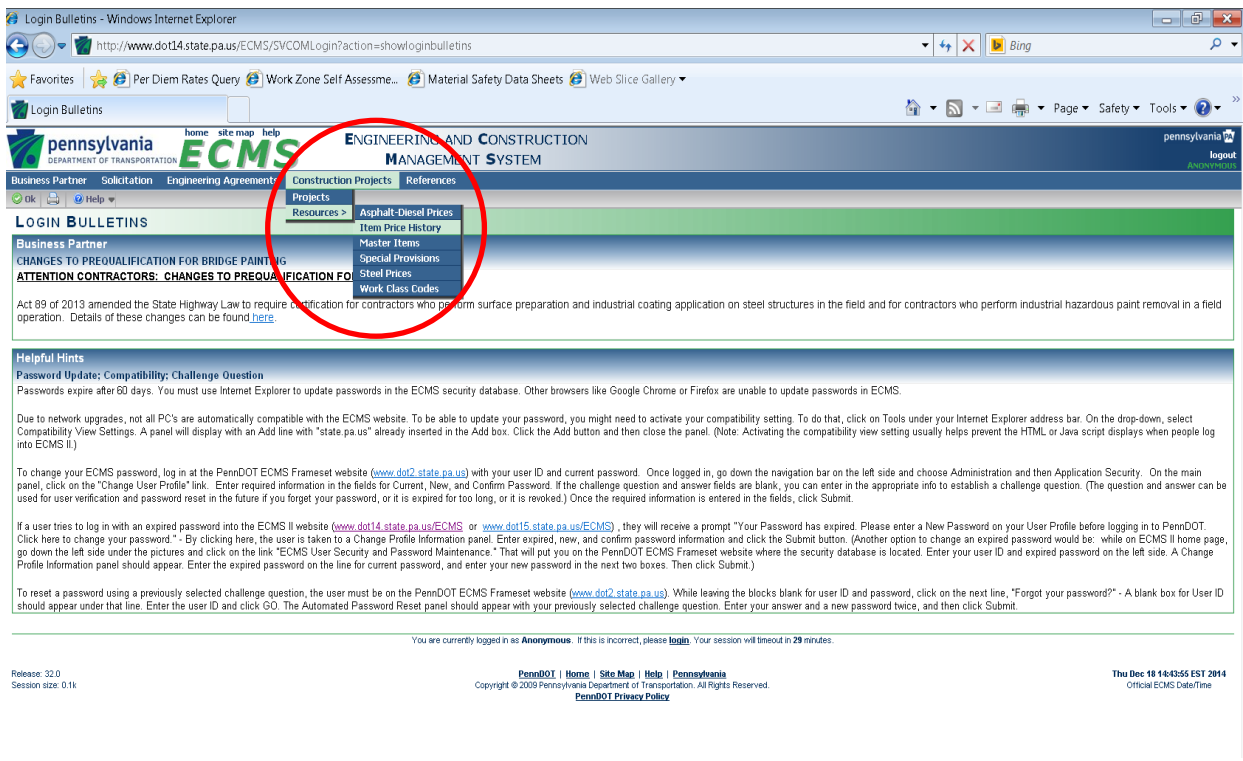 Login Bulletins - Windows Internet Explorer
http://www.dot14.state.pa.us/ECMS/SVCOMLogin?action=showloginbulletins
Bing
Favorites Per Diem Rates Query Work Zone Self Assessme... Material Safety Data Sheets Web Slice Gallery
Login Bulletins
Page Safety Tools
pennsylvania
DEPARTMENT OF TRANSPORTATION
home site map help
ECMS
ENGINEERING AND CONSTRUCTION
MANAGEMENT SYSTEM
pennsylvania PA
logout
ANONYMOUS
Business Partner Solicitation Engineering Agreements Construction Projects References
Ok Help
Projects
Resources >
Asphalt-Diesel Prices
Item Price History
Master Items
Special Provisions
Steel Prices
Work Class Codes
LOGIN BULLETINS
Business Partner
CHANGES TO PREQUALIFICATION FOR BRIDGE PAINTING
ATTENTION CONTRACTORS: CHANGES TO PREQUALIFICATION FO
Act 89 of 2013 amended the State Highway Law to require certification for contractors who perform surface preparation and industrial coating application on steel structures in the field and for contractors who perform industrial hazardous paint removal in a field
operation. Details of these changes can be found here.
Helpful Hints
Password Update; Compatibility; Challenge Question
Passwords expire after 60 days. You must use Internet Explorer to update passwords in the ECMS security database. Other browsers like Google Chrome or Firefox are unable to update passwords in ECMS.
Due to network upgrades, not all PC's are automatically compatible with the ECMS website. To be able to update your password, you might need to activate your compatibility setting. To do that, click on Tools under your Internet Explorer address bar. On the drop-down, select
Compatibility View Settings. A panel will display with an Add line with "state.pa.us" already inserted in the Add box. Click the Add button and then close the panel. (Note: Activating the compatibility view setting usually helps prevent the HTML or Java script displays when people log
into ECMS II.)
To change your ECMS password, log in at the PennDOT ECMS Frameset website (www.dot2.state.pa.us) with your user ID and current password. Once logged in, go down the navigation bar on the left side and choose Administration and then Application Security. On the main
panel, click on the "Change User Profile" link. Enter required information in the fields for Current, New, and Confirm Password. If the challenge question and answer fields are blank, you can enter in the appropriate info to establish a challenge question. (The question and answer can be
used for user verification and password reset in the future if you forget your password, or it is expired for too long, or it is revoked.) Once the required information is entered in the fields, click Submit.
If a user tries to log in with an expired password into the ECMS II website (www.dot14.state.pa.us/ECMS or www.dot15.state.pa.us/ECMS) , they will receive a prompt "Your Password has expired. Please enter a New Password on your User Profile before logging in to PennDOT.
Click here to change your password." - By clicking here, the user is taken to a Change Profile Information panel. Enter expired, new, and confirm password information and click the Submit button. (Another option to change an expired password would be: while on ECMS II home page,
go down the left side under the pictures and click on the link "ECMS User Security and Password Maintenance." That will put you on the PennDOT ECMS Frameset website where the security database is located. Enter your user ID and expired password on the left side. A Change
Profile Information panel should appear. Enter the expired password on the line for current password, and enter your new password in the next two boxes. Then click Submit.)
To reset a password using a previously selected challenge question, the user must be on the PennDOT ECMS Frameset website (www.dot2.state.pa.us). While leaving the blocks blank for user ID and password, click on the next line, "Forgot your password?" - A blank box for User ID
should appear under that line. Enter the user ID and click GO. The Automated Password Reset panel should appear with your previously selected challenge question. Enter your answer and a new password twice, and then click Submit.
You are currently logged in as Anonymous. If this is incorrect, please login. Your session will timeout in 29 minutes.
Release: 32.0
Session size: 0.1k
PennDOT | Home | Site Map | Help | Pennsylvania
Copyright © 2009 Pennsylvania Department of Transportation. All Rights Reserved.
PennDOT Privacy Policy
Thu Dec 18 14:43:55 EST 2014
Official ECMS Date/Time